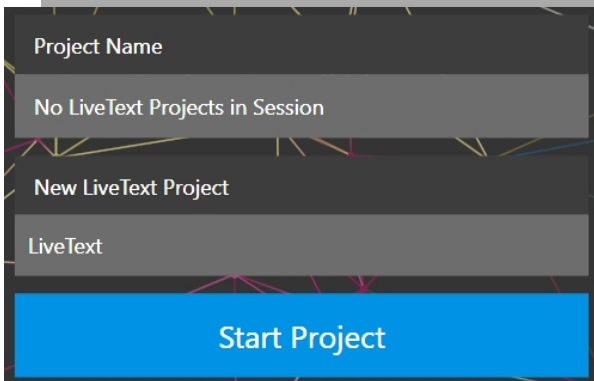 Project Name
No LiveText Projects in Session
New LiveText Project
LiveText
Start Project